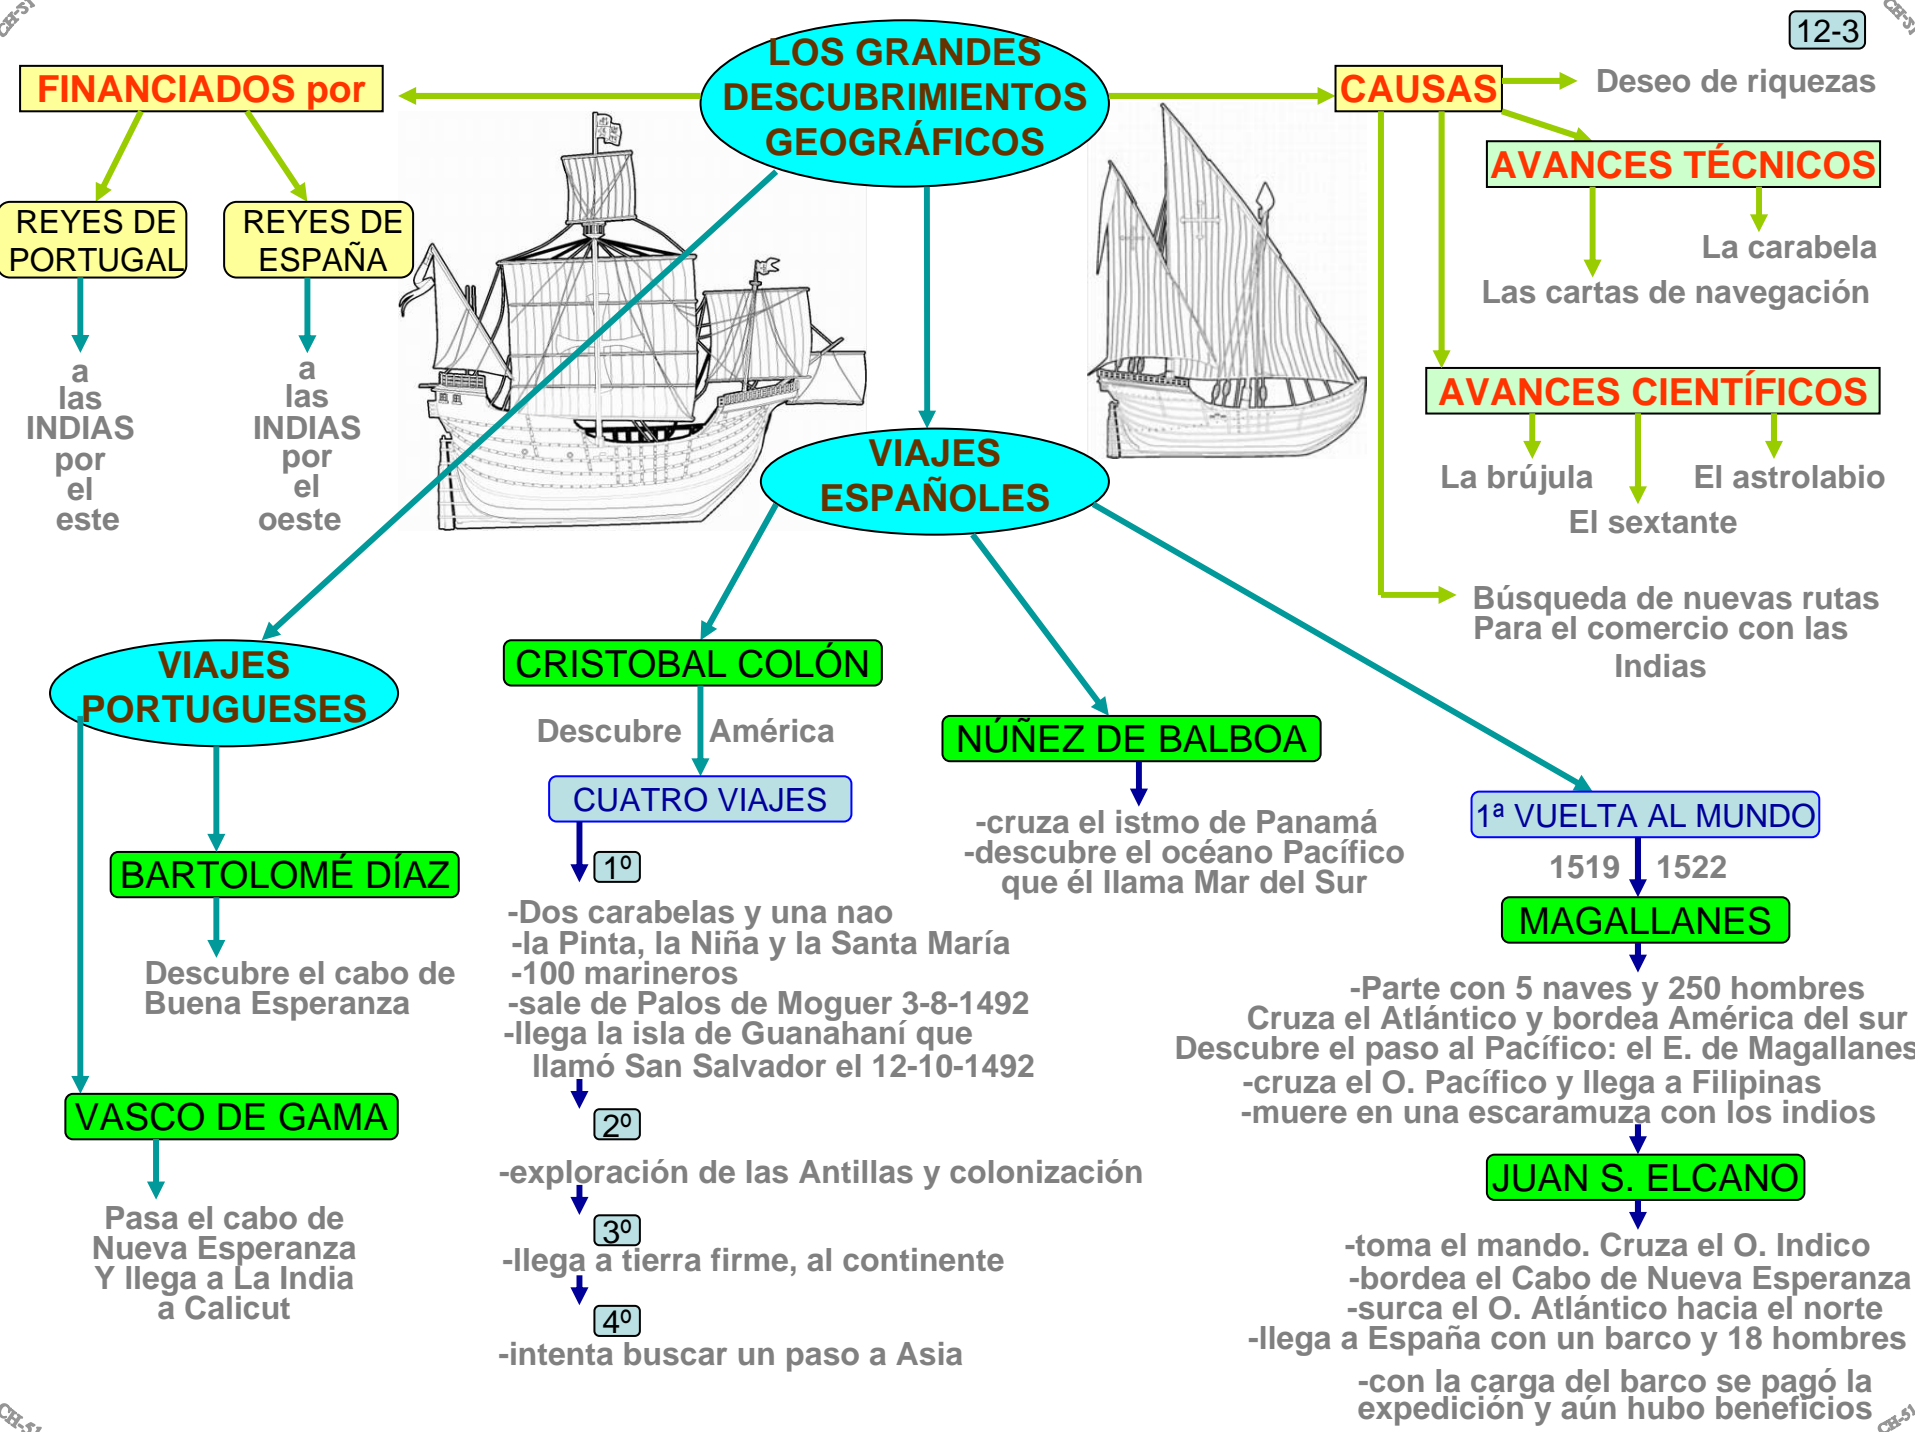 CH-51
CH-51
12-3
LOS GRANDES
DESCUBRIMIENTOS
GEOGRÁFICOS
FINANCIADOS por
REYES DE
PORTUGAL
a
las
INDIAS
por
el
este
REYES DE
ESPAÑA
a
las
INDIAS
por
el
oeste
CAUSAS
Deseo de riquezas
AVANCES TÉCNICOS
La carabela
Las cartas de navegación
AVANCES CIENTÍFICOS
La brújula
El astrolabio
El sextante
Búsqueda de nuevas rutas
Para el comercio con las
Indias
VIAJES
PORTUGUESES
BARTOLOMÉ DÍAZ
Descubre el cabo de
Buena Esperanza
VASCO DE GAMA
Pasa el cabo de
Nueva Esperanza
Y llega a La India
a Calicut
VIAJES
ESPAÑOLES
CRISTOBAL COLÓN
Descubre América
CUATRO VIAJES
1º
-Dos carabelas y una nao
-la Pinta, la Niña y la Santa María
-100 marineros
-sale de Palos de Moguer 3-8-1492
-llega la isla de Guanahaní que
llamó San Salvador el 12-10-1492
2º
-exploración de las Antillas y colonización
3º
-llega a tierra firme, al continente
4º
-intenta buscar un paso a Asia
NÚÑEZ DE BALBOA
-cruza el istmo de Panamá
-descubre el océano Pacífico
que él llama Mar del Sur
1ª VUELTA AL MUNDO
1519 1522
MAGALLANES
-Parte con 5 naves y 250 hombres
Cruza el Atlántico y bordea América del sur
Descubre el paso al Pacífico: el E. de Magallanes
-cruza el O. Pacífico y llega a Filipinas
-muere en una escaramuza con los indios
JUAN S. ELCANO
-toma el mando. Cruza el O. Indico
-bordea el Cabo de Nueva Esperanza
-surca el O. Atlántico hacia el norte
-llega a España con un barco y 18 hombres
-con la carga del barco se pagó la
expedición y aún hubo beneficios
CH-51
CH-51